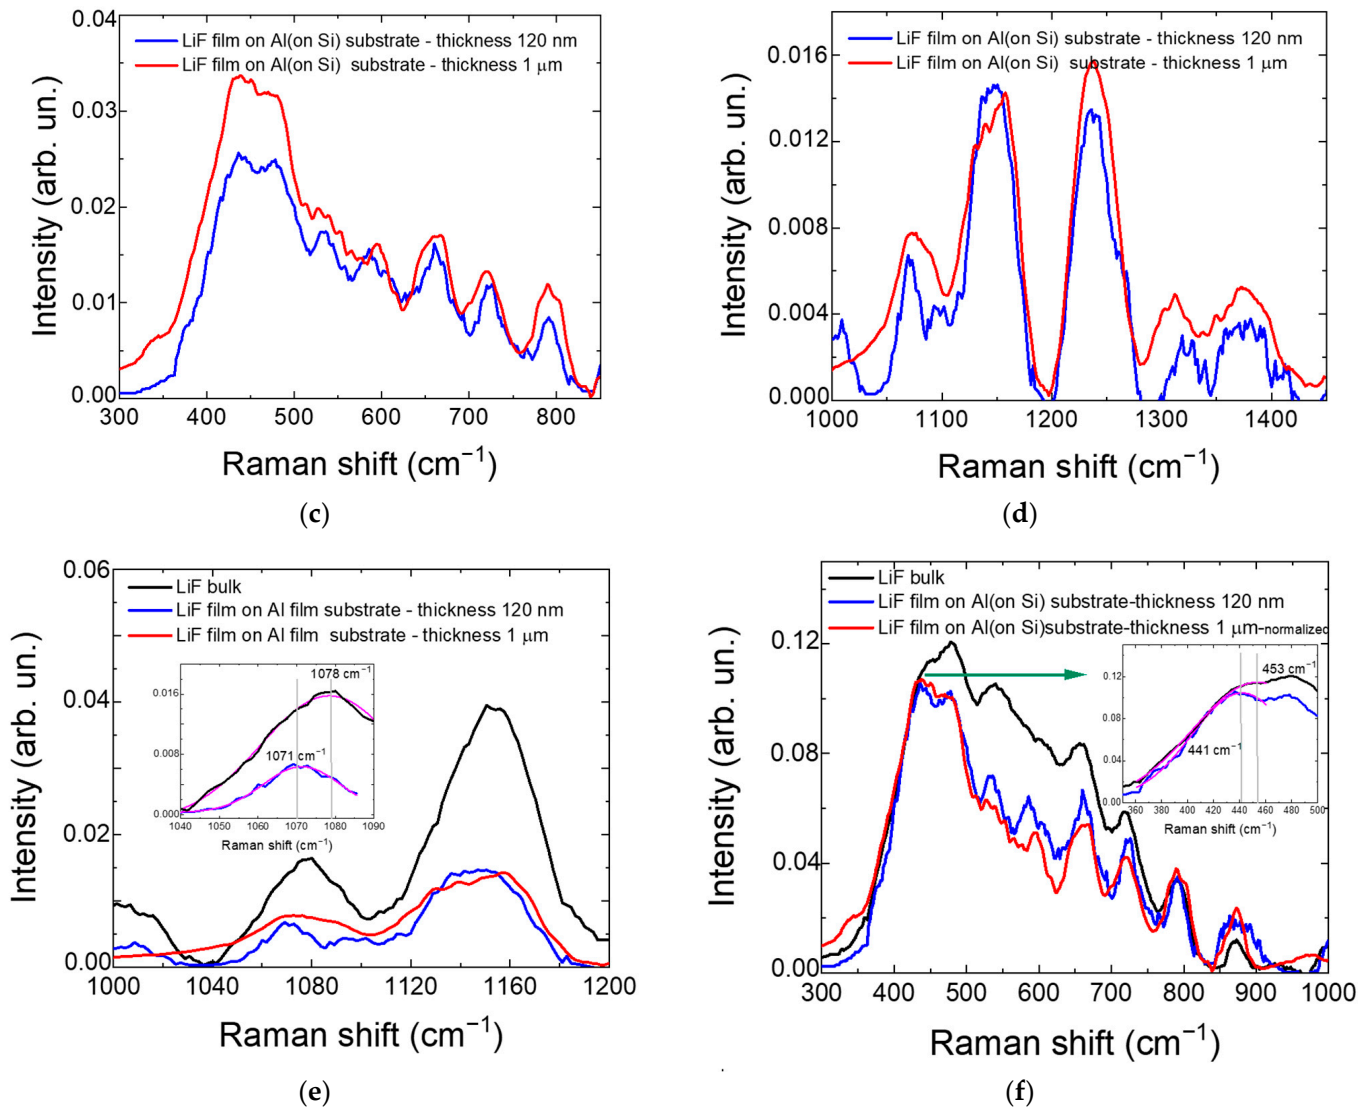 0.04
0.03
0.02
0.01
0.00
LiF film on Al(on Si) substrate - thickness 120 nm
LiF film on Al(on Si)  substrate - thickness 1 μm
Intensity (arb. un.)
300 400 500 600 700 800
Raman shift (cm⁻¹)
(c)
0.016
0.012
0.008
0.004
0.000
LiF film on Al(on Si) substrate - thickness 120 nm
LiF film on Al(on Si)  substrate - thickness 1 μm
Intensity (arb. un.)
1000 1100 1200 1300 1400
Raman shift (cm⁻¹)
(d)
0.06
0.04
0.02
0.00
LiF bulk
LiF film on Al film substrate - thickness 120 nm
LiF film on Al film  substrate - thickness 1 μm
Intensity (arb. un.)
0.016
0.008
0.000
1078 cm⁻¹
1071 cm⁻¹
1040 1050 1060 1070 1080 1090
Raman shift (cm⁻¹)
1000 1040 1080 1120 1160 1200
Raman shift (cm⁻¹)
(e)
0.12
0.08
0.04
0.00
LiF bulk
LiF film on Al(on Si) substrate-thickness 120 nm
LiF film on Al(on Si)substrate-thickness 1 μm-normalized
Intensity (arb. un.)
0.12
0.08
0.04
0.00
453 cm⁻¹
441 cm⁻¹
360 380 400 420 440 460 480 500
Raman shift (cm⁻¹)
300 400 500 600 700 800 900 1000
Raman shift (cm⁻¹)
(f)